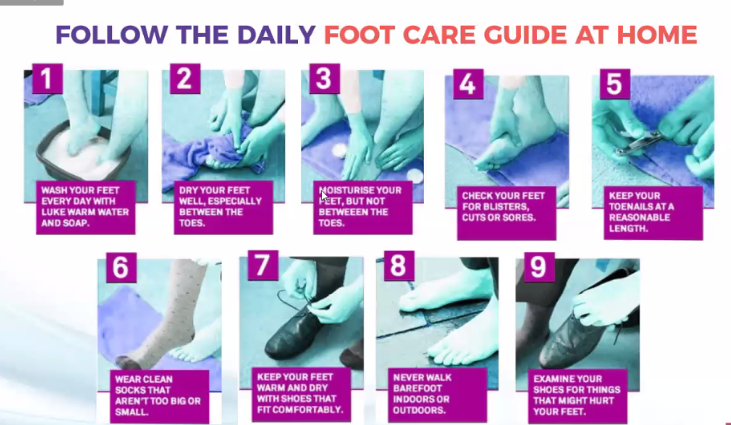 FOLLOW THE DAILY FOOT CARE GUIDE AT HOME
1
WASH YOUR FEET
EVERY DAY WITH
LUKE WARM WATER
AND SOAP.
2
DRY YOUR FEET
WELL, ESPECIALLY
BETWEEN THE
TOES.
3
MOISTURISE YOUR
FEET, BUT NOT
BETWEEEN THE
TOES.
4
CHECK YOUR FEET
FOR BLISTERS,
CUTS OR SORES.
5
KEEP YOUR
TOENAILS AT A
REASONABLE
LENGTH.
6
WEAR CLEAN
SOCKS THAT
AREN'T TOO BIG OR
SMALL.
7
KEEP YOUR FEET
WARM AND DRY
WITH SHOES THAT
FIT COMFORTABLY.
8
NEVER WALK
BAREFOOT
INDOORS OR
OUTDOORS.
9
EXAMINE YOUR
SHOES FOR THINGS
THAT MIGHT HURT
YOUR FEET.